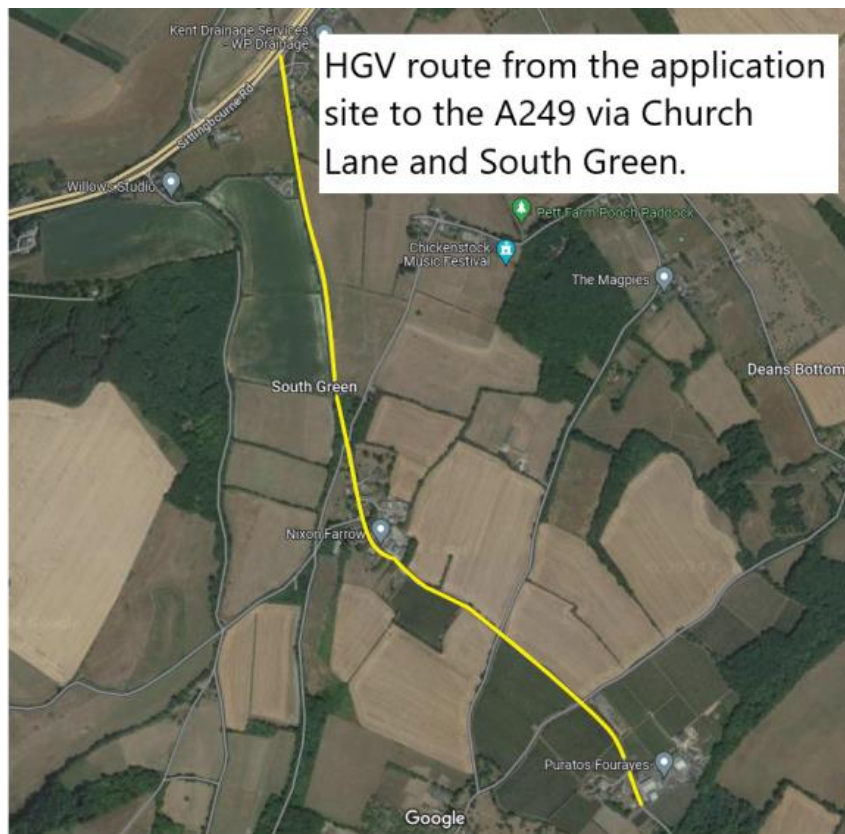 Kent Drainage Services
- WP Drainage
HGV route from the application
site to the A249 via Church
Lane and South Green.
Sittingbourne Rd
Willows Studio
Pett Farm Pooch Paddock
Chickenstock
Music Festival
The Magpies
Deans Bottom
South Green
Nixon Farrow
Puratos Fourayes
Google